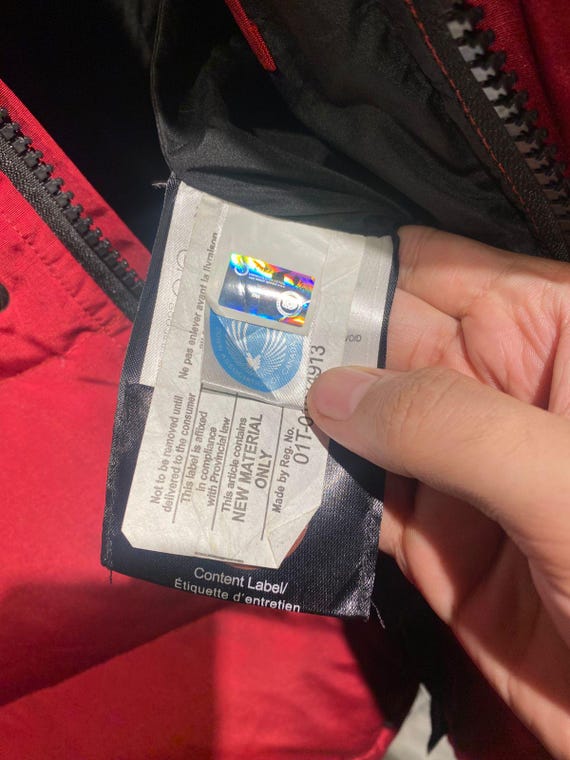 Ne pas enlever avant la livraison
Not to be removed until
delivered to the consumer
This label is affixed
in compliance
with Provincial law
This article contains
NEW MATERIAL
ONLY
Made by Reg. No.
01T-
4913
VOID
Content Label/
Étiquette d'entretien